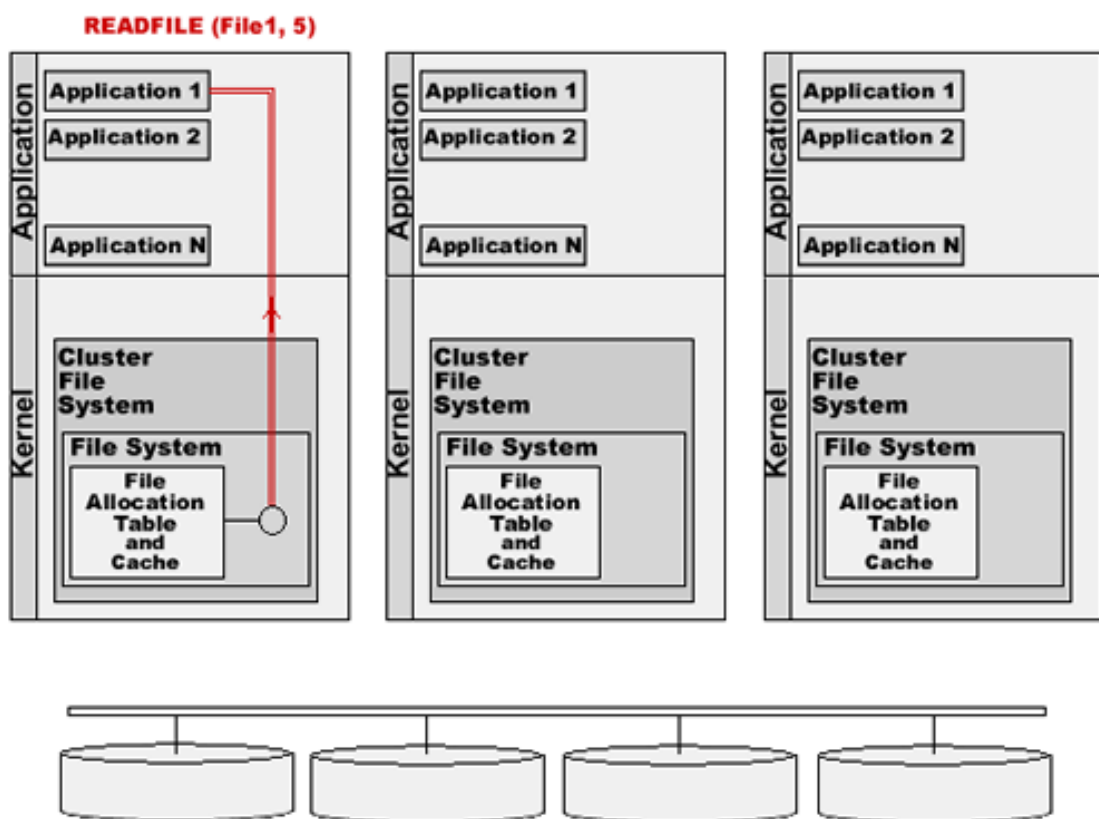 READFILE (File1, 5)
Application
Application 1
Application 2
Application N
Kernel
Cluster
File
System
File System
File
Allocation
Table
and
Cache
Application
Application 1
Application 2
Application N
Kernel
Cluster
File
System
File System
File
Allocation
Table
and
Cache
Application
Application 1
Application 2
Application N
Kernel
Cluster
File
System
File System
File
Allocation
Table
and
Cache